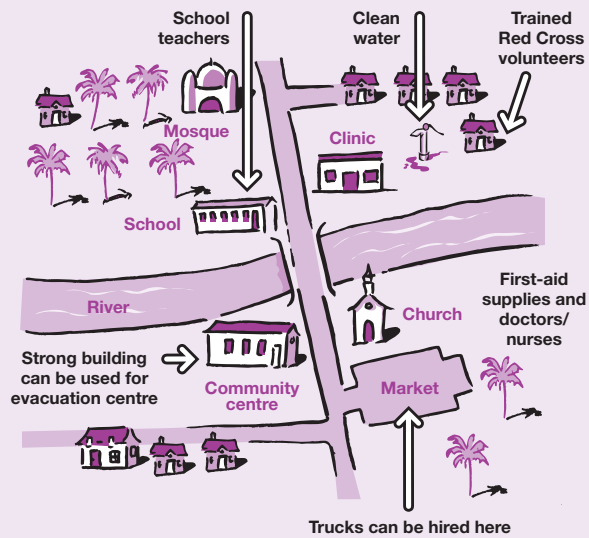 School
teachers
Clean
water
Trained
Red Cross
volunteers
Mosque
Clinic
School
River
Church
First-aid
supplies and
doctors/
nurses
Strong building
can be used for
evacuation centre
Community
centre
Market
Trucks can be hired here